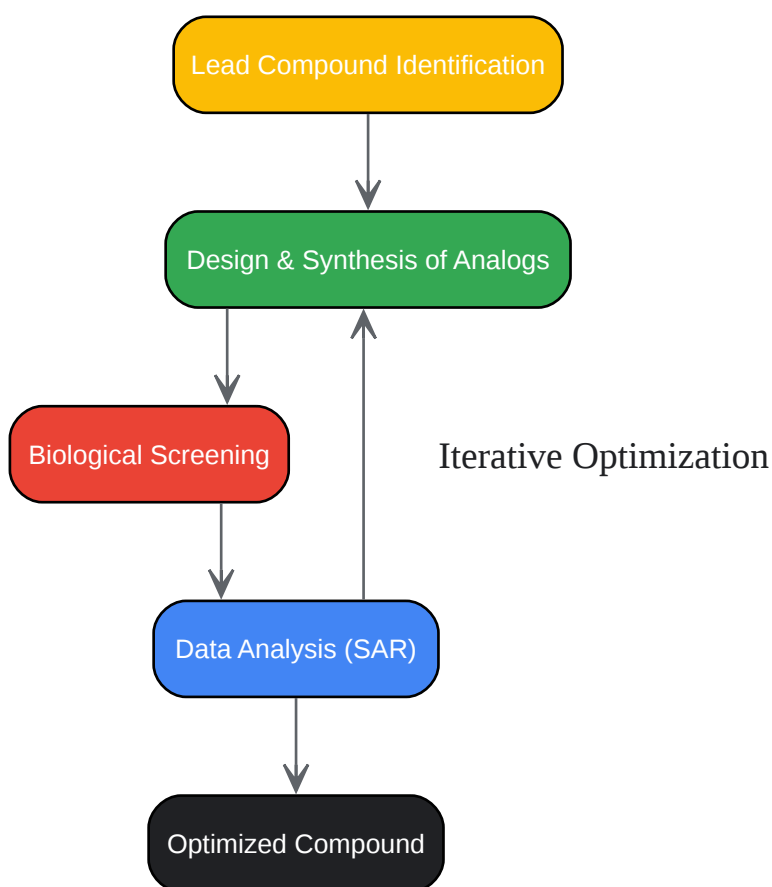 Lead Compound Identification
Design & Synthesis of Analogs
Biological Screening
Iterative Optimization
Data Analysis (SAR)
Optimized Compound